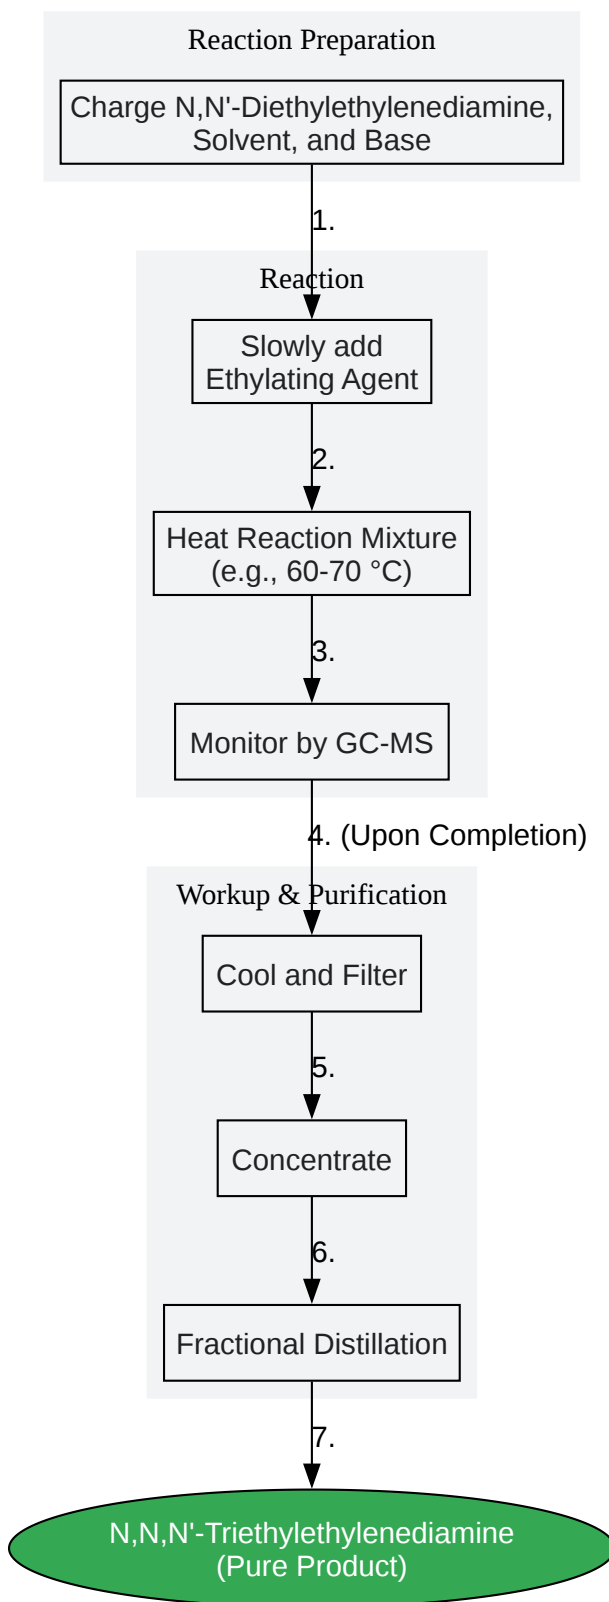 Reaction Preparation
Charge N,N'-Diethylethylenediamine,
Solvent, and Base
1.
Reaction
Slowly add
Ethylating Agent
2.
Heat Reaction Mixture
(e.g., 60-70 °C)
3.
Monitor by GC-MS
4. (Upon Completion)
Workup & Purification
Cool and Filter
5.
Concentrate
6.
Fractional Distillation
7.
N,N,N'-Triethylethylenediamine
(Pure Product)